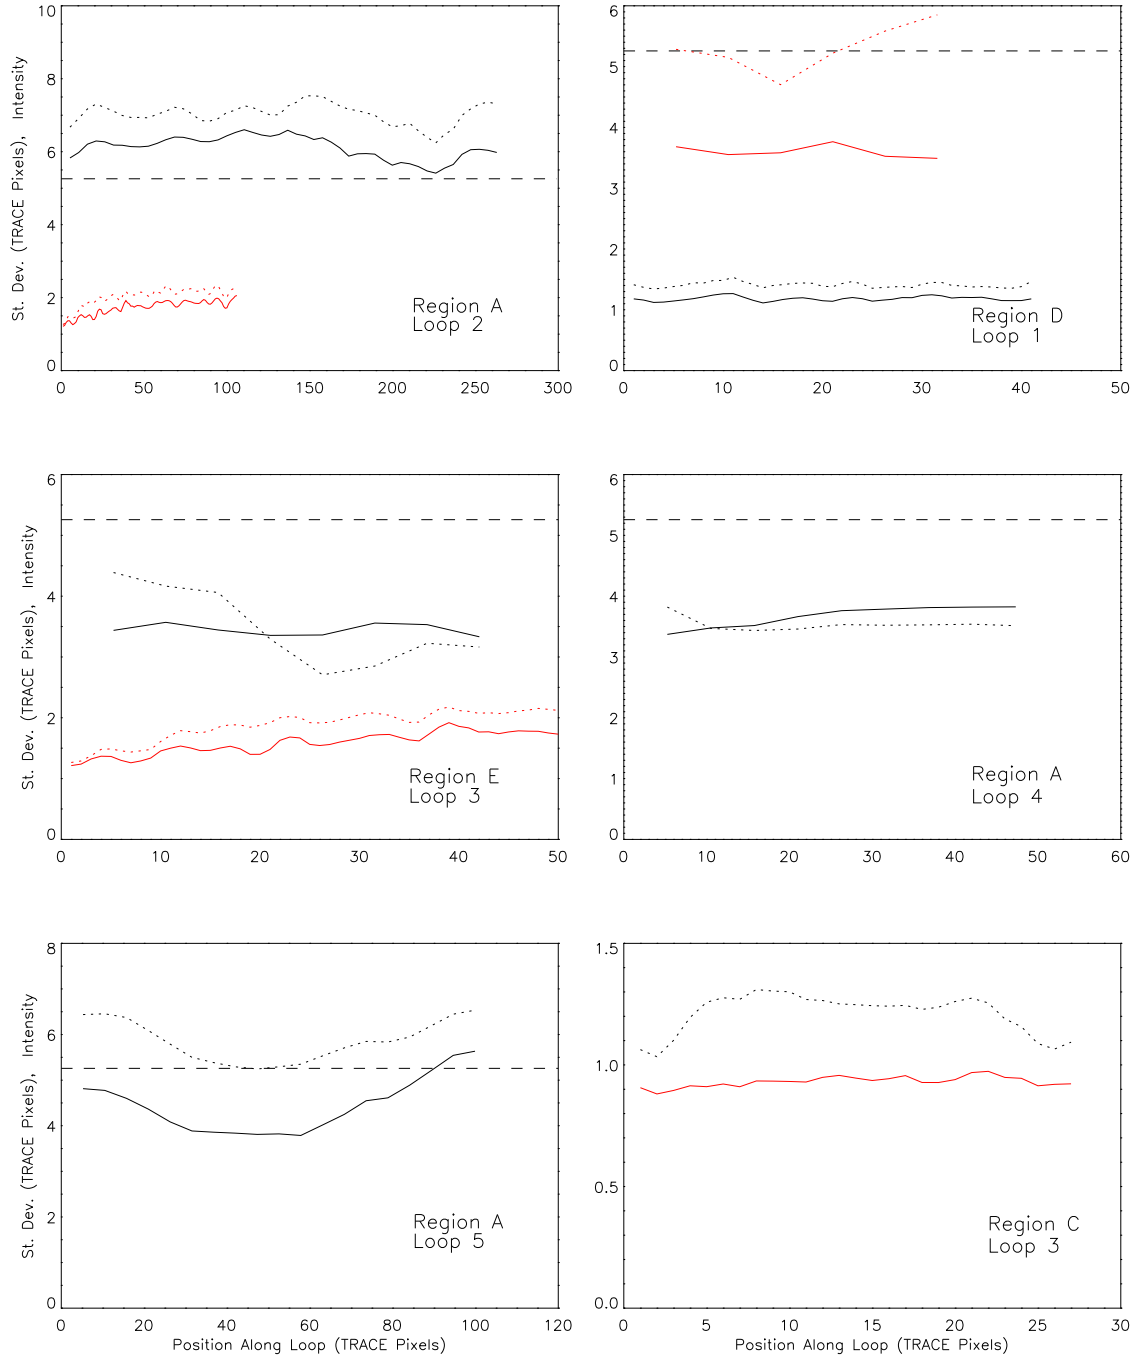 St. Dev. (TRACE Pixels),  Intensity
10
8
6
4
2
0
Region A
Loop 2
0 50 100 150 200 250 300
6
5
4
3
2
1
0
Region D
Loop 1
0 10 20 30 40 50
St. Dev. (TRACE Pixels),  Intensity
6
5
4
3
2
1
0
Region E
Loop 3
0 10 20 30 40 50
6
5
4
3
2
1
0
Region A
Loop 4
0 10 20 30 40 50 60
St. Dev. (TRACE Pixels),  Intensity
8
6
4
2
0
Region A
Loop 5
0 20 40 60 80 100 120
Position Along Loop (TRACE Pixels)
1.5
1.0
0.5
0.0
Region C
Loop 3
0 5 10 15 20 25 30
Position Along Loop (TRACE Pixels)